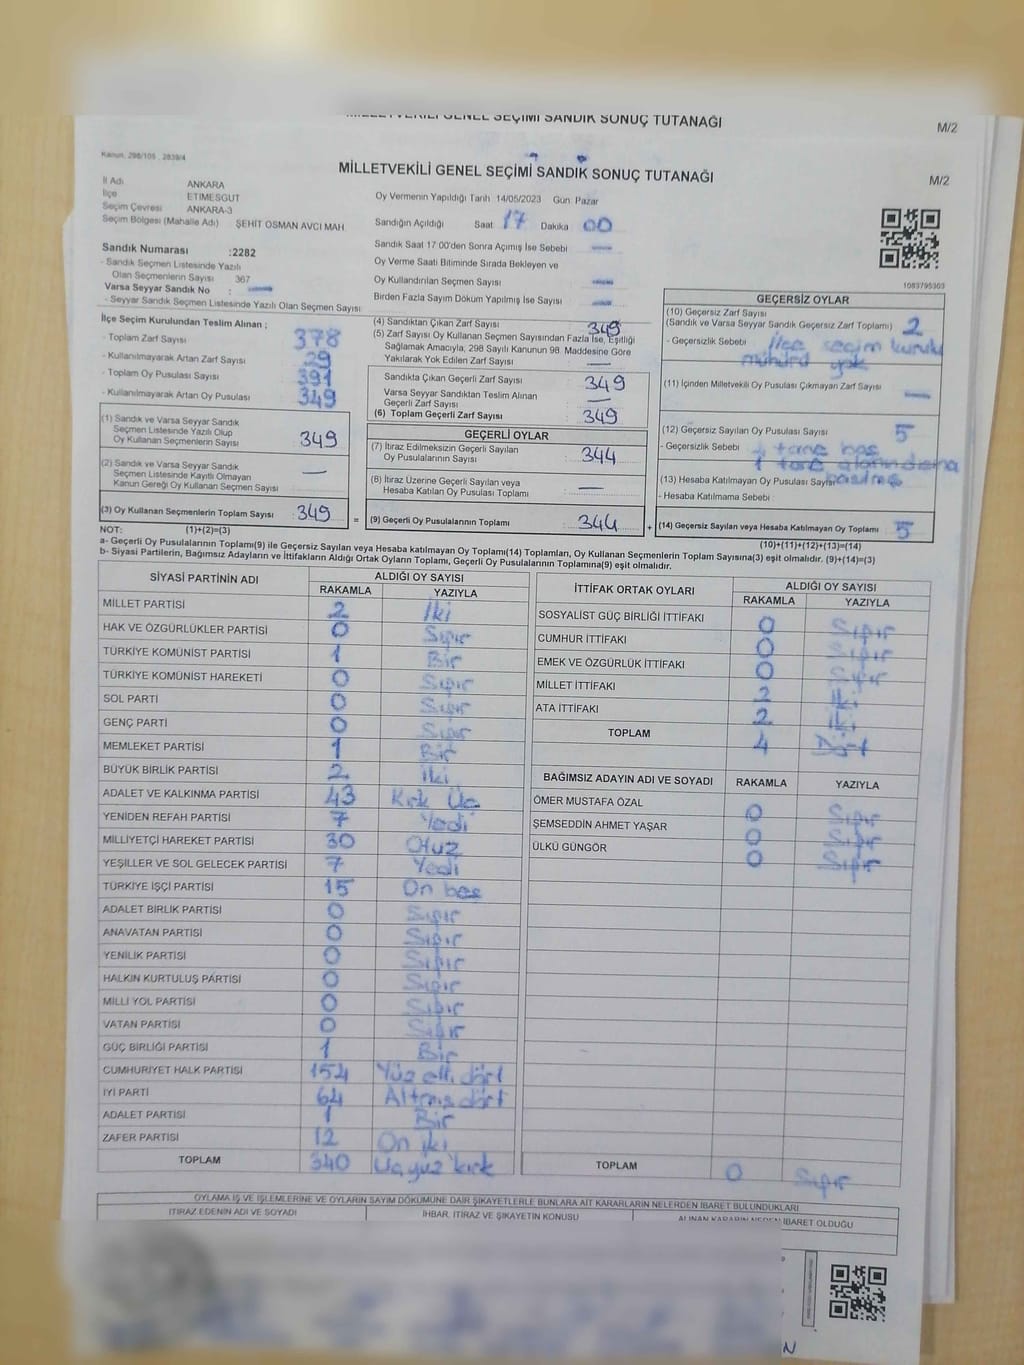 MİLLETVEKİLİ GENEL SEÇİMİ SANDIK SONUÇ TUTANAĞI
M/2
Kanun: 298/105 , 2839/4
MİLLETVEKİLİ GENEL SEÇİMİ SANDIK SONUÇ TUTANAĞI
M/2
İl Adı ANKARA
İlçe ETİMESGUT
Seçim Çevresi ANKARA-3
Seçim Bölgesi (Mahalle Adı) ŞEHİT OSMAN AVCI MAH.
Oy Vermenin Yapıldığı Tarih 14/05/2023 Gün Pazar
Sandığın Açıldığı Saat 17 Dakika 00
Sandık Saat 17:00'den Sonra Açılmış İse Sebebi —
Oy Verme Saati Bitiminde Sırada Bekleyen ve
Oy Kullandırılan Seçmen Sayısı —
Birden Fazla Sayım Döküm Yapılmış İse Sayısı —
Sandık Numarası :2282
- Sandık Seçmen Listesinde Yazılı
Olan Seçmenlerin Sayısı 367
Varsa Seyyar Sandık No : —
- Seyyar Sandık Seçmen Listesinde Yazılı Olan Seçmen Sayısı
1083795303
İlçe Seçim Kurulundan Teslim Alınan ;
- Toplam Zarf Sayısı 378
- Kullanılmayarak Artan Zarf Sayısı 29
- Toplam Oy Pusulası Sayısı 391
- Kullanılmayarak Artan Oy Pusulası 349
(1) Sandık ve Varsa Seyyar Sandık
Seçmen Listesinde Yazılı Olup
Oy Kullanan Seçmenlerin Sayısı 349
(2) Sandık ve Varsa Seyyar Sandık
Seçmen Listesinde Kayıtlı Olmayan
Kanun Gereği Oy Kullanan Seçmen Sayısı —
(3) Oy Kullanan Seçmenlerin Toplam Sayısı 349
(4) Sandıktan Çıkan Zarf Sayısı 349
(5) Zarf Sayısı Oy Kullanan Seçmen Sayısından Fazla İse, Eşitliği
Sağlamak Amacıyla, 298 Sayılı Kanunun 98. Maddesine Göre
Yakılarak Yok Edilen Zarf Sayısı —
Sandıkta Çıkan Geçerli Zarf Sayısı 349
Varsa Seyyar Sandıktan Teslim Alınan
Geçerli Zarf Sayısı —
(6) Toplam Geçerli Zarf Sayısı 349
GEÇERLİ OYLAR
(7) İtiraz Edilmeksizin Geçerli Sayılan
Oy Pusulalarının Sayısı 344
(8) İtiraz Üzerine Geçerli Sayılan veya
Hesaba Katılan Oy Pusulası Toplamı —
= (9) Geçerli Oy Pusulalarının Toplamı 344 +
GEÇERSİZ OYLAR
(10) Geçersiz Zarf Sayısı
(Sandık ve Varsa Seyyar Sandık Geçersiz Zarf Toplamı) 2
- Geçersizlik Sebebi İlçe seçim kurulu
mühürü yok
(11) İçinden Milletvekili Oy Pusulası Çıkmayan Zarf Sayısı —
(12) Geçersiz Sayılan Oy Pusulası Sayısı 5
- Geçersizlik Sebebi tane boş
1 tane
(13) Hesaba Katılmayan Oy Pusulası Sayısı
- Hesaba Katılmama Sebebi
(14) Geçersiz Sayılan veya Hesaba Katılmayan Oy Toplamı 5
NOT: (1)+(2)=(3)
(10)+(11)+(12)+(13)=(14)
a- Geçerli Oy Pusulalarının Toplamı(9) ile Geçersiz Sayılan veya Hesaba katılmayan Oy Toplamı(14) Toplamları, Oy Kullanan Seçmenlerin Toplam Sayısına(3) eşit olmalıdır. (9)+(14)=(3)
b- Siyasi Partilerin, Bağımsız Adayların ve İttifakların Aldığı Ortak Oyların Toplamı, Geçerli Oy Pusulalarının Toplamına(9) eşit olmalıdır.
SİYASİ PARTİNİN ADI ALDIĞI OY SAYISI
RAKAMLA YAZIYLA
MİLLET PARTİSİ 2 İki
HAK VE ÖZGÜRLÜKLER PARTİSİ 0 Sıfır
TÜRKİYE KOMÜNİST PARTİSİ 1 Bir
TÜRKİYE KOMÜNİST HAREKETİ 0 Sıfır
SOL PARTİ 0 Sıfır
GENÇ PARTİ 0 Sıfır
MEMLEKET PARTİSİ 1 Bir
BÜYÜK BİRLİK PARTİSİ 2 İki
ADALET VE KALKINMA PARTİSİ 43 Kırk Üç
YENİDEN REFAH PARTİSİ 7 Yedi
MİLLİYETÇİ HAREKET PARTİSİ 30 Otuz
YEŞİLLER VE SOL GELECEK PARTİSİ 7 Yedi
TÜRKİYE İŞÇİ PARTİSİ 15 On beş
ADALET BİRLİK PARTİSİ 0 Sıfır
ANAVATAN PARTİSİ 0 Sıfır
YENİLİK PARTİSİ 0 Sıfır
HALKIN KURTULUŞ PARTİSİ 0 Sıfır
MİLLİ YOL PARTİSİ 0 Sıfır
VATAN PARTİSİ 0 Sıfır
GÜÇ BİRLİĞİ PARTİSİ 1 Bir
CUMHURİYET HALK PARTİSİ 154 Yüz elli dört
İYİ PARTİ 64 Altmış dört
ADALET PARTİSİ 1 Bir
ZAFER PARTİSİ 12 On iki
TOPLAM 340 Üçyüz kırk
İTTİFAK ORTAK OYLARI ALDIĞI OY SAYISI
RAKAMLA YAZIYLA
SOSYALİST GÜÇ BİRLİĞİ İTTİFAKI 0 Sıfır
CUMHUR İTTİFAKI 0 Sıfır
EMEK VE ÖZGÜRLÜK İTTİFAKI 0 Sıfır
MİLLET İTTİFAKI 2 İki
ATA İTTİFAKI 2 İki
TOPLAM 4 Dört
BAĞIMSIZ ADAYIN ADI VE SOYADI RAKAMLA YAZIYLA
ÖMER MUSTAFA ÖZAL 0 Sıfır
ŞEMSEDDİN AHMET YAŞAR 0 Sıfır
ÜLKÜ GÜNGÖR 0 Sıfır
TOPLAM 0 Sıfır
OYLAMA İŞ VE İŞLEMLERİNE VE OYLARIN SAYIM DÖKÜMÜNE DAİR ŞİKAYETLERLE BUNLARA AİT KARARLARIN NELERDEN İBARET BULUNDUKLARI
İTİRAZ EDENİN ADI VE SOYADI İHBAR, İTİRAZ VE ŞİKAYETİN KONUSU ALINAN KARARIN NEDEN İBARET OLDUĞU
N